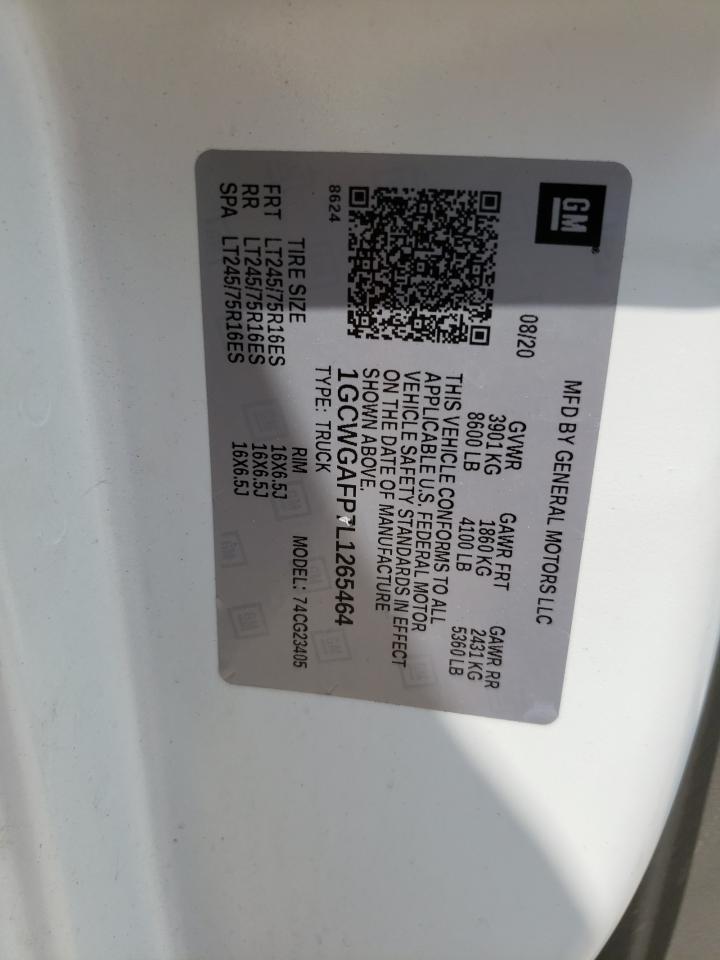 GM
MFD BY GENERAL MOTORS LLC
08/20
GVWR GAWR FRT GAWR RR
3901 KG 1860 KG 2431 KG
8600 LB 4100 LB 5360 LB
THIS VEHICLE CONFORMS TO ALL
APPLICABLE U.S. FEDERAL MOTOR
VEHICLE SAFETY STANDARDS IN EFFECT
ON THE DATE OF MANUFACTURE
SHOWN ABOVE.
1GCWGAFP7L1265464
8624
TYPE: TRUCK
MODEL: 74CG23405
TIRE SIZE RIM
FRT LT245/75R16ES 16X6.5J
RR LT245/75R16ES 16X6.5J
SPA LT245/75R16ES 16X6.5J